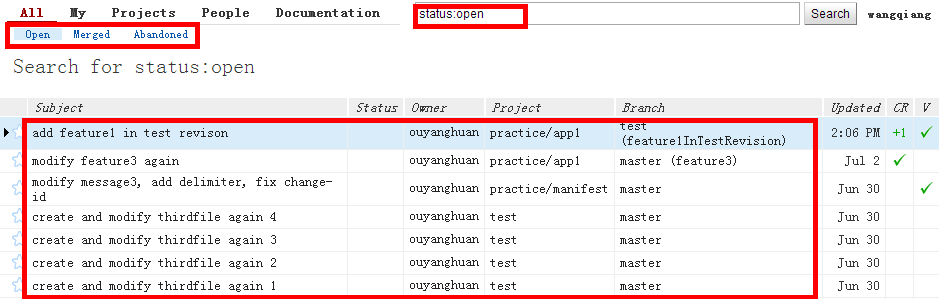 All My Projects People Documentation status:open Search wangqiang
Open Merged Abandoned
Search for status:open
Subject Status Owner Project Branch Updated CR V
add feature1 in test revison ouyanghuan practice/app1 test (feature1InTestRevision) 2:06 PM +1
modify feature3 again ouyanghuan practice/app1 master (feature3) Jul 2
modify message3, add delimiter, fix change-id ouyanghuan practice/manifest master Jun 30
create and modify thirdfile again 4 ouyanghuan test master Jun 30
create and modify thirdfile again 3 ouyanghuan test master Jun 30
create and modify thirdfile again 2 ouyanghuan test master Jun 30
create and modify thirdfile again 1 ouyanghuan test master Jun 30